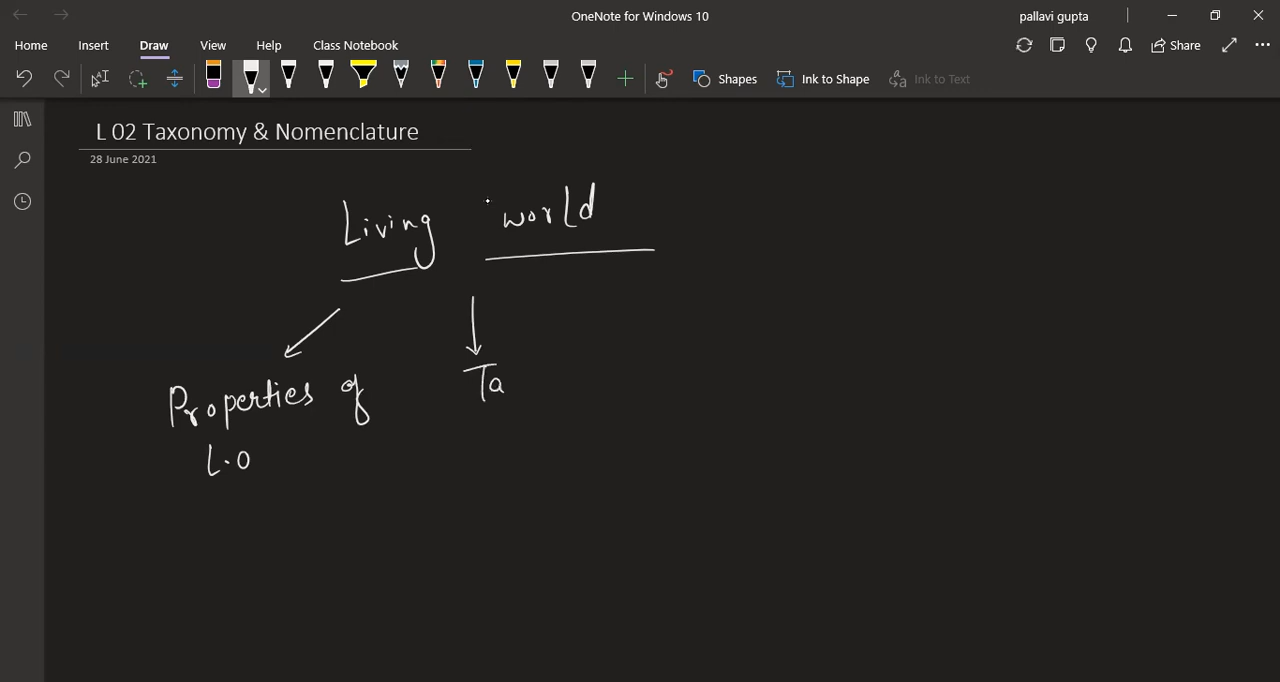 OneNote for Windows 10
pallavi gupta
Home Insert Draw View Help Class Notebook
Share
Shapes
Ink to Shape
Ink to Text
L 02 Taxonomy & Nomenclature
28 June 2021
Living world
Properties of
L.O
Ta